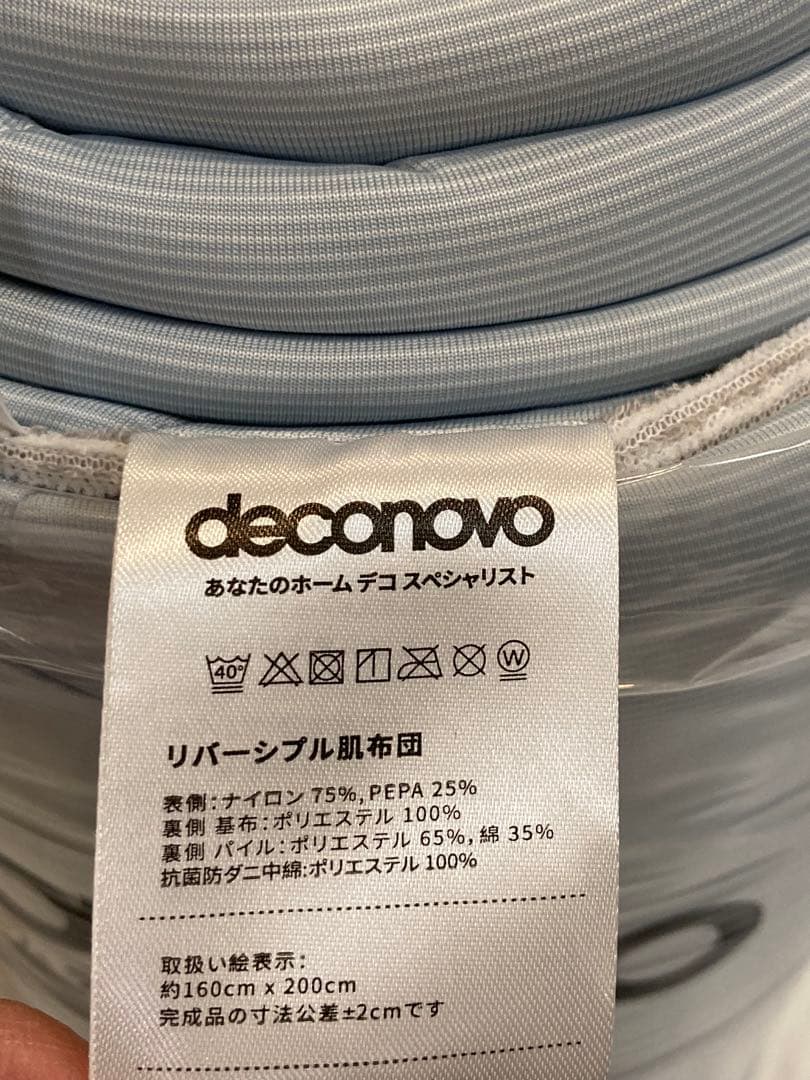 deconovo
あなたのホーム デコ スペシャリスト
40° W
リバーシブル肌布団
表側：ナイロン 75%, PEPA 25%
裏側 基布：ポリエステル 100%
裏側 パイル：ポリエステル 65%, 綿 35%
抗菌防ダニ中綿:ポリエステル 100%
取扱い絵表示：
約160cm x 200cm
完成品の寸法公差±2cmです